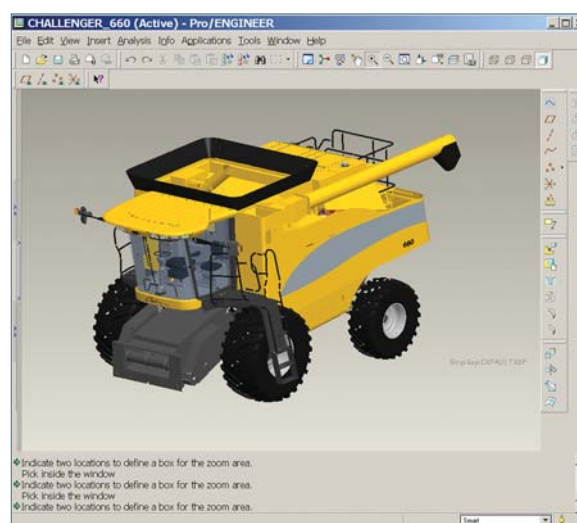 CHALLENGER_660 (Active) - Pro/ENGINEER
File Edit View Insert Analysis Info Applications Tools Window Help
660
Indicate two locations to define a box for the zoom area.
Pick inside the window
Indicate two locations to define a box for the zoom area.
Pick inside the window
Indicate two locations to define a box for the zoom area.
Smart